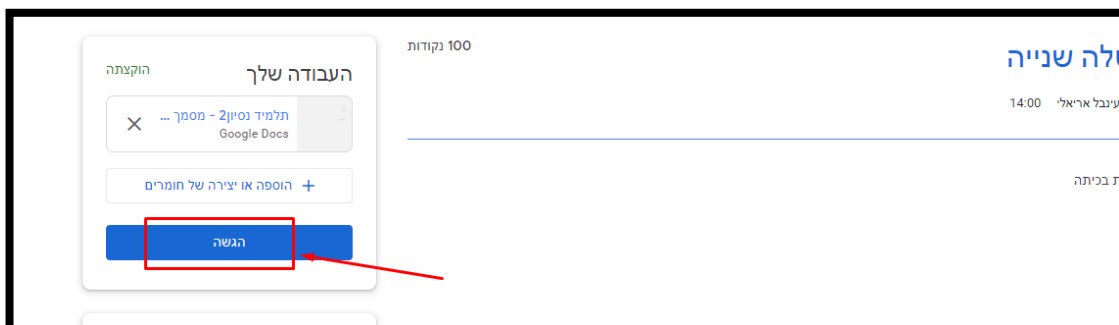 שנייה
100 נקודות
עינבל אריאלי 14:00
בכיתה
העבודה שלך
הוקצתה
תלמיד נסיון2 - מסמך ...
Google Docs
+ הוספה או יצירה של חומרים
הגשה